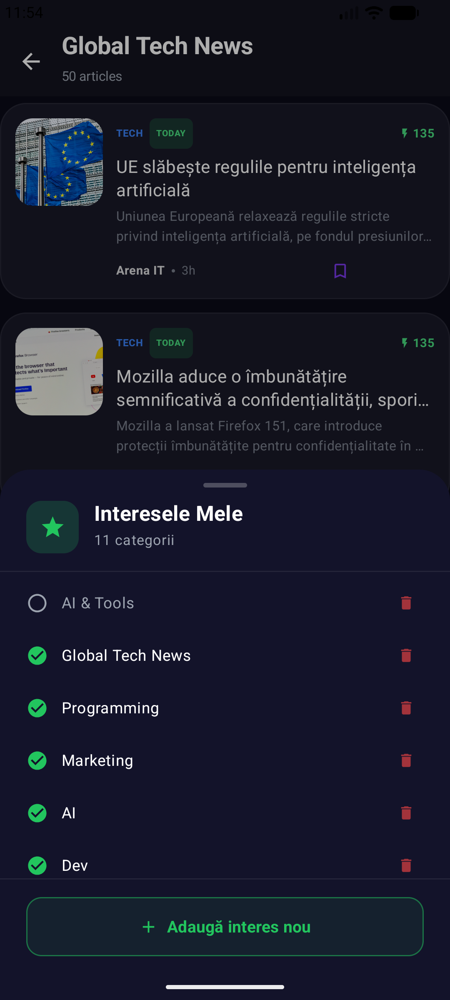 11:54
Global Tech News
50 articles
TECH TODAY 135
UE slăbește regulile pentru inteligența
artificială
Uniunea Europeană relaxează regulile stricte
privind inteligența artificială, pe fondul presiunilor…
Arena IT • 3h
Firefox browsers Products
refox Browser
the browser that
tects what's important
TECH TODAY 135
Mozilla aduce o îmbunătățire
semnificativă a confidențialității, spori…
Mozilla a lansat Firefox 151, care introduce
protecții îmbunătățite pentru confidențialitate în …
Interesele Mele
11 categorii
AI & Tools
Global Tech News
Programming
Marketing
AI
Dev
+ Adaugă interes nou